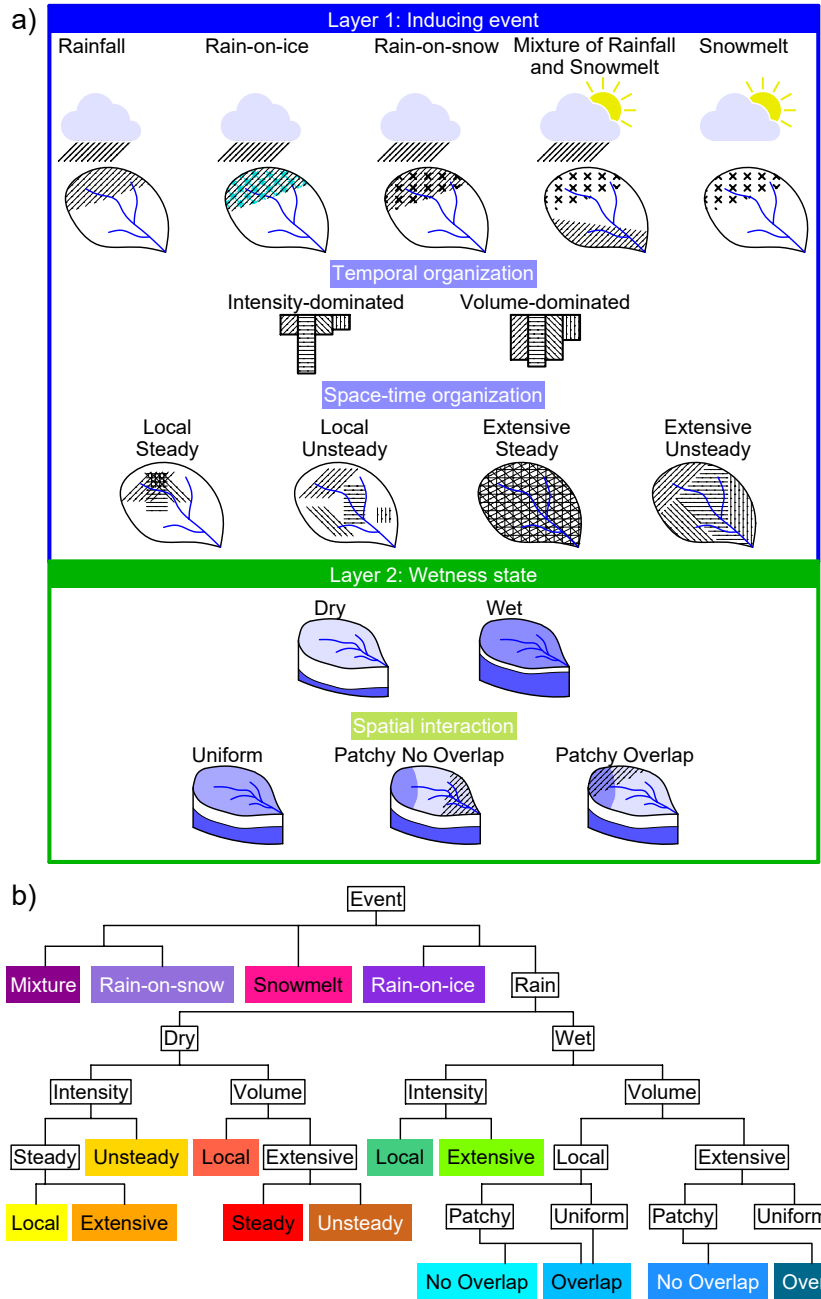 a)
Layer 1: Inducing event
Rainfall
Rain-on-ice
Rain-on-snow
Mixture of Rainfall
and Snowmelt
Snowmelt
Temporal organization
Intensity-dominated
Volume-dominated
Space-time organization
Local
Steady
Local
Unsteady
Extensive
Steady
Extensive
Unsteady
Layer 2: Wetness state
Dry
Wet
Spatial interaction
Uniform
Patchy No Overlap
Patchy Overlap
b)
Event
Mixture
Rain-on-snow
Snowmelt
Rain-on-ice
Rain
Dry
Wet
Intensity
Volume
Intensity
Volume
Steady
Unsteady
Local
Extensive
Local
Extensive
Local
Extensive
Local
Extensive
Steady
Unsteady
Patchy
Uniform
Patchy
Uniform
No Overlap
Overlap
No Overlap
Over